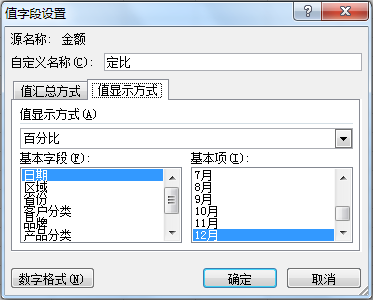 值字段设置
源名称: 金额
自定义名称(C): 定比
值汇总方式 值显示方式
值显示方式(A)
百分比
基本字段(F): 基本项(I):
日期
区域
省份
客户分类
品牌
产品分类
7月
8月
9月
10月
11月
12月
数字格式(N) 确定 取消